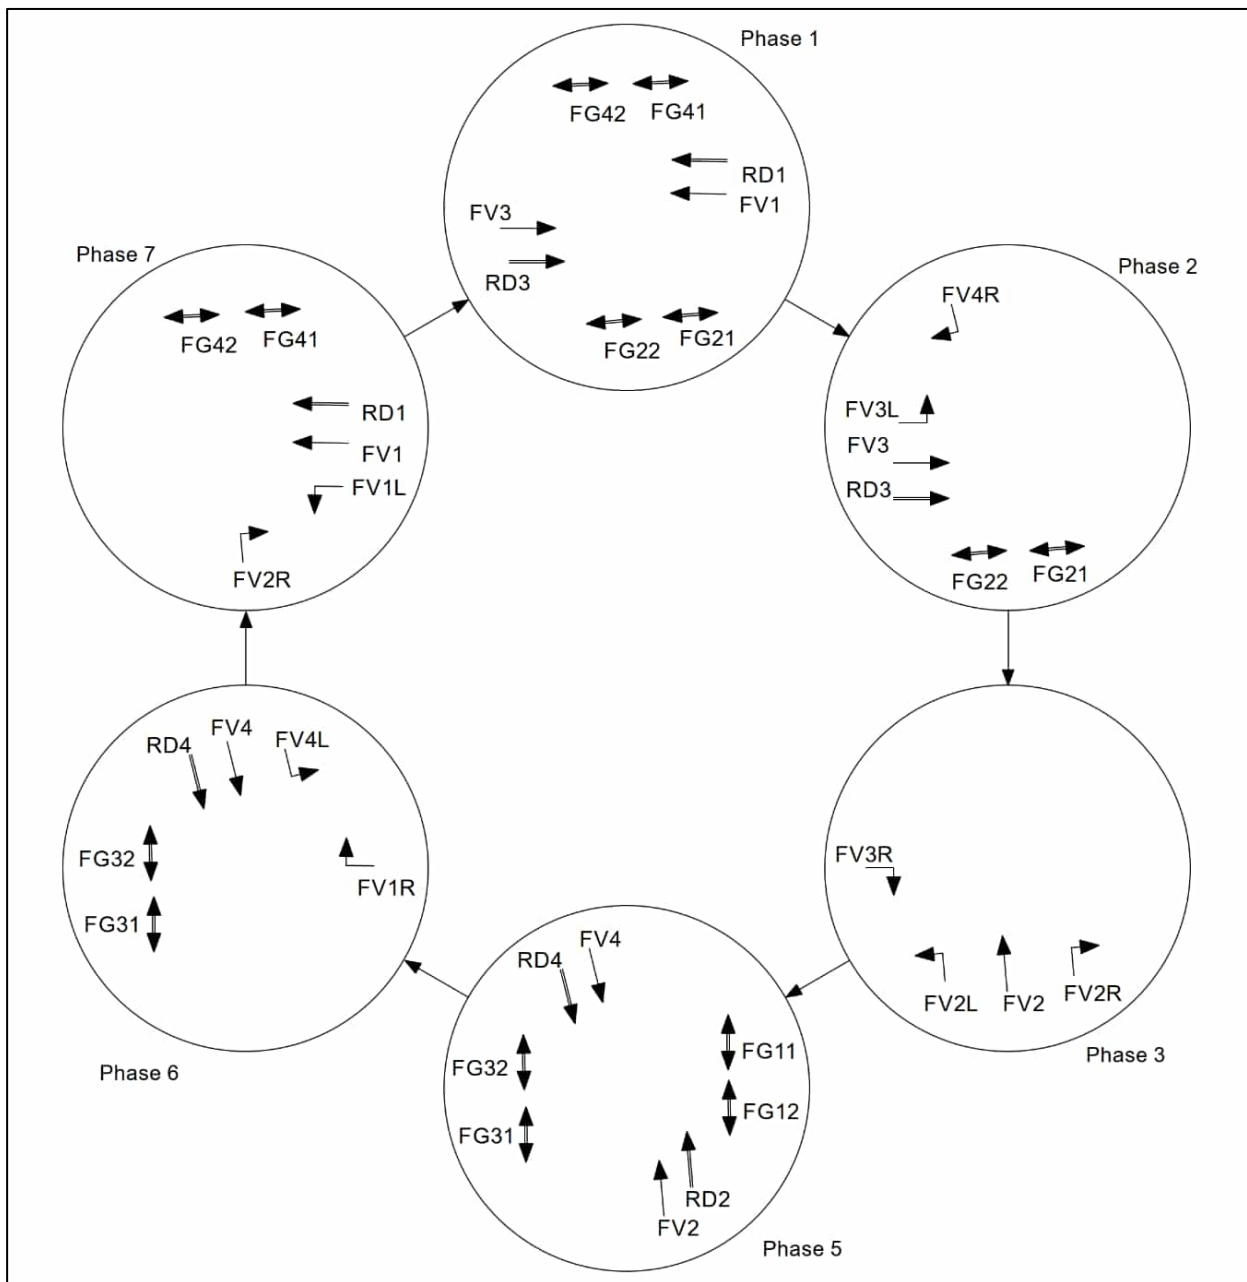 Phase 1
FG42
FG41
RD1
FV1
FV3
RD3
FG22
FG21
Phase 2
FV4R
FV3L
FV3
RD3
FG22
FG21
Phase 3
FV3R
FV2L
FV2
FV2R
Phase 5
FV4
RD4
FG32
FG31
FG11
FG12
RD2
FV2
Phase 6
RD4
FV4
FV4L
FG32
FG31
FV1R
Phase 7
FG42
FG41
RD1
FV1
FV1L
FV2R